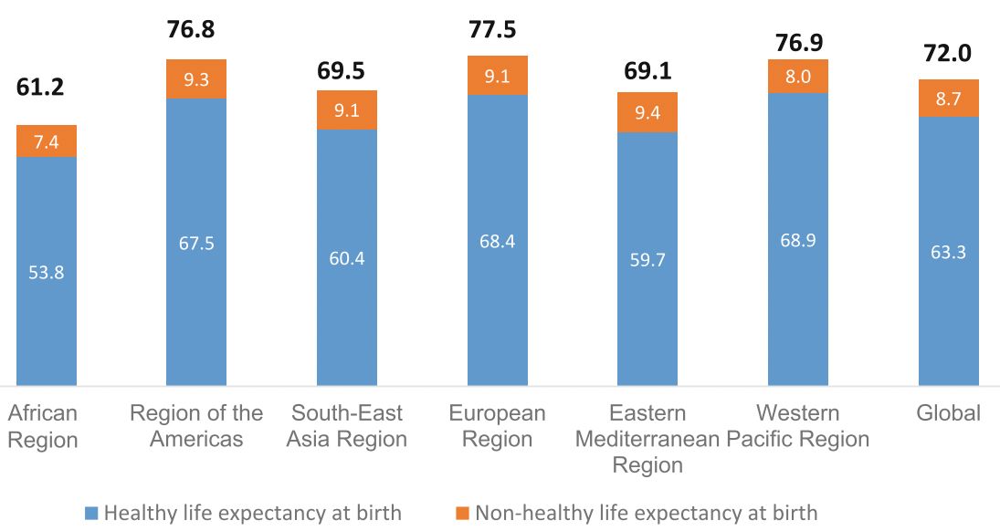 76.8
77.5
76.9
72.0
69.5
69.1
61.2
9.3
9.1
8.0
8.7
9.1
9.4
7.4
67.5
68.4
68.9
63.3
60.4
59.7
53.8
African
Region
Region of the
Americas
South-East
Asia Region
European
Region
Eastern
Mediterranean
Region
Western
Pacific Region
Global
Healthy life expectancy at birth
Non-healthy life expectancy at birth